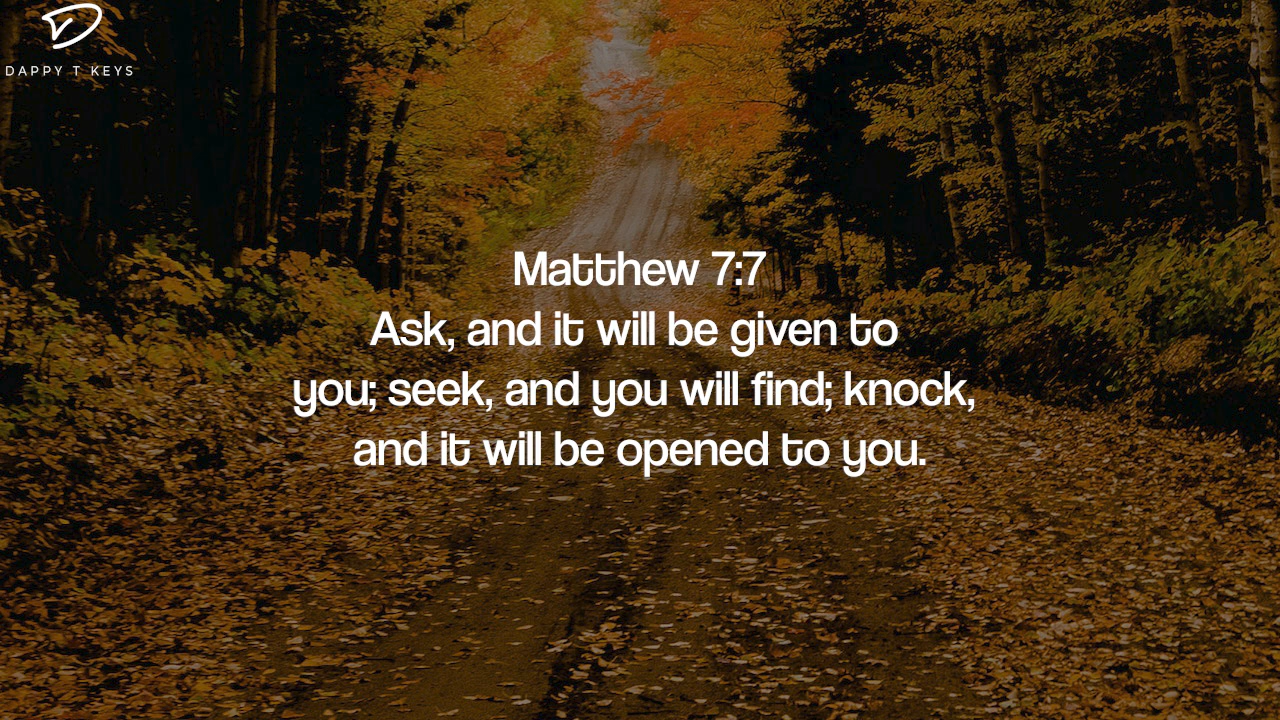 DAPPY T KEYS
Matthew 7:7
Ask, and it will be given to
you; seek, and you will find; knock,
and it will be opened to you.